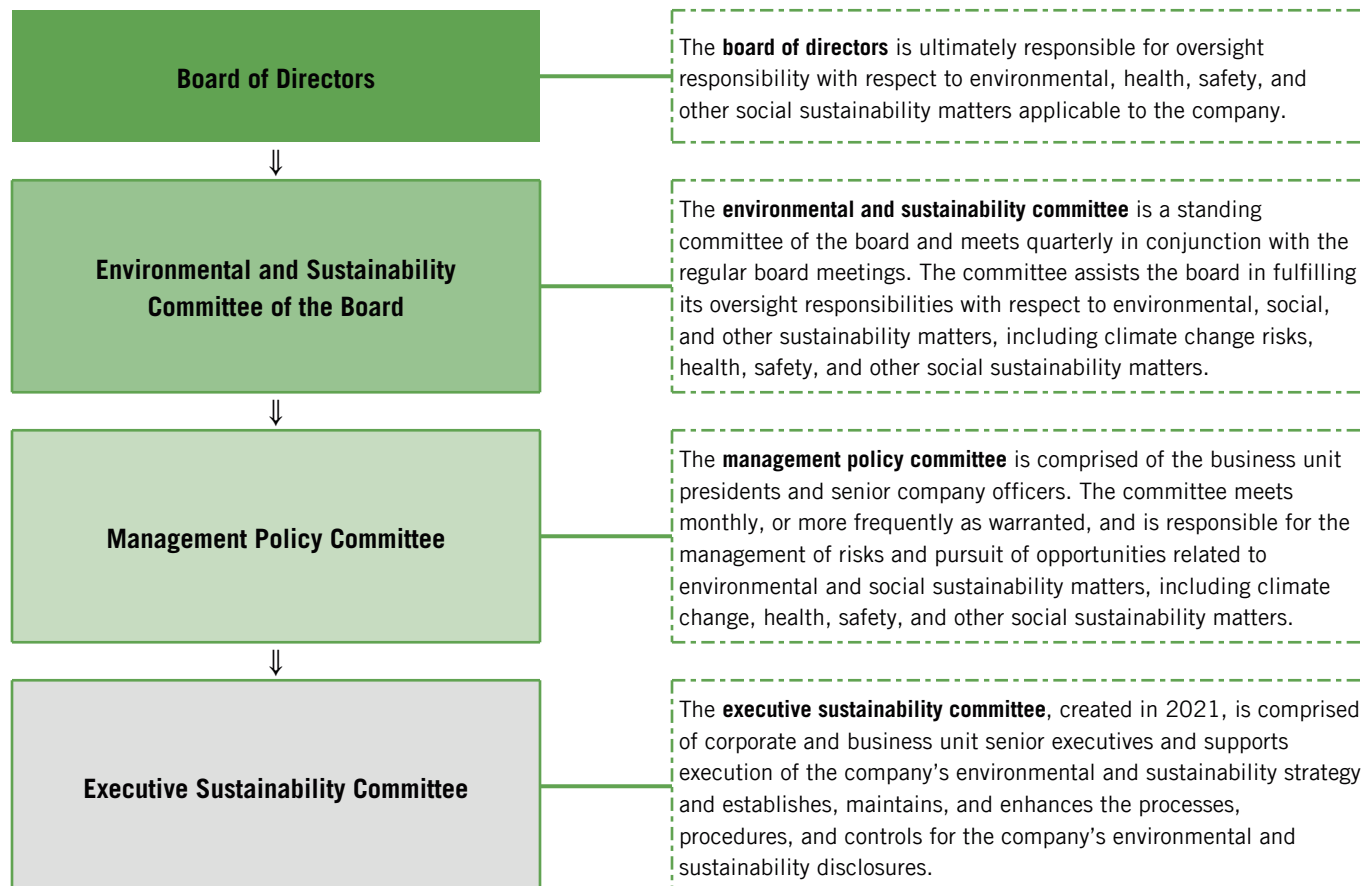 Board of Directors
The board of directors is ultimately responsible for oversight
responsibility with respect to environmental, health, safety, and
other social sustainability matters applicable to the company.
⇓
Environmental and Sustainability
Committee of the Board
The environmental and sustainability committee is a standing
committee of the board and meets quarterly in conjunction with the
regular board meetings. The committee assists the board in fulfilling
its oversight responsibilities with respect to environmental, social,
and other sustainability matters, including climate change risks,
health, safety, and other social sustainability matters.
⇓
Management Policy Committee
The management policy committee is comprised of the business unit
presidents and senior company officers. The committee meets
monthly, or more frequently as warranted, and is responsible for the
management of risks and pursuit of opportunities related to
environmental and social sustainability matters, including climate
change, health, safety, and other social sustainability matters.
⇓
Executive Sustainability Committee
The executive sustainability committee, created in 2021, is comprised
of corporate and business unit senior executives and supports
execution of the company’s environmental and sustainability strategy
and establishes, maintains, and enhances the processes,
procedures, and controls for the company’s environmental and
sustainability disclosures.